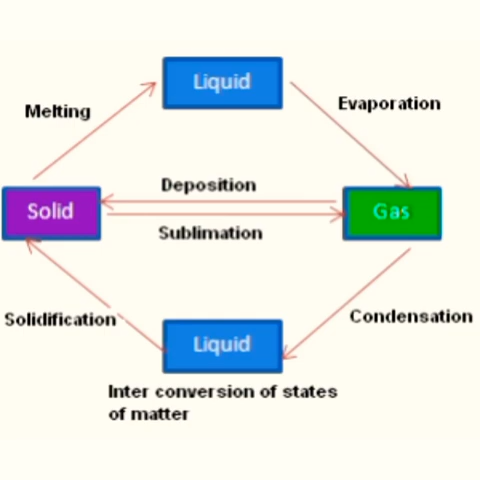 Liquid
Melting
Evaporation
Deposition
Solid
Gas
Sublimation
Solidification
Condensation
Liquid
Inter conversion of states
of matter